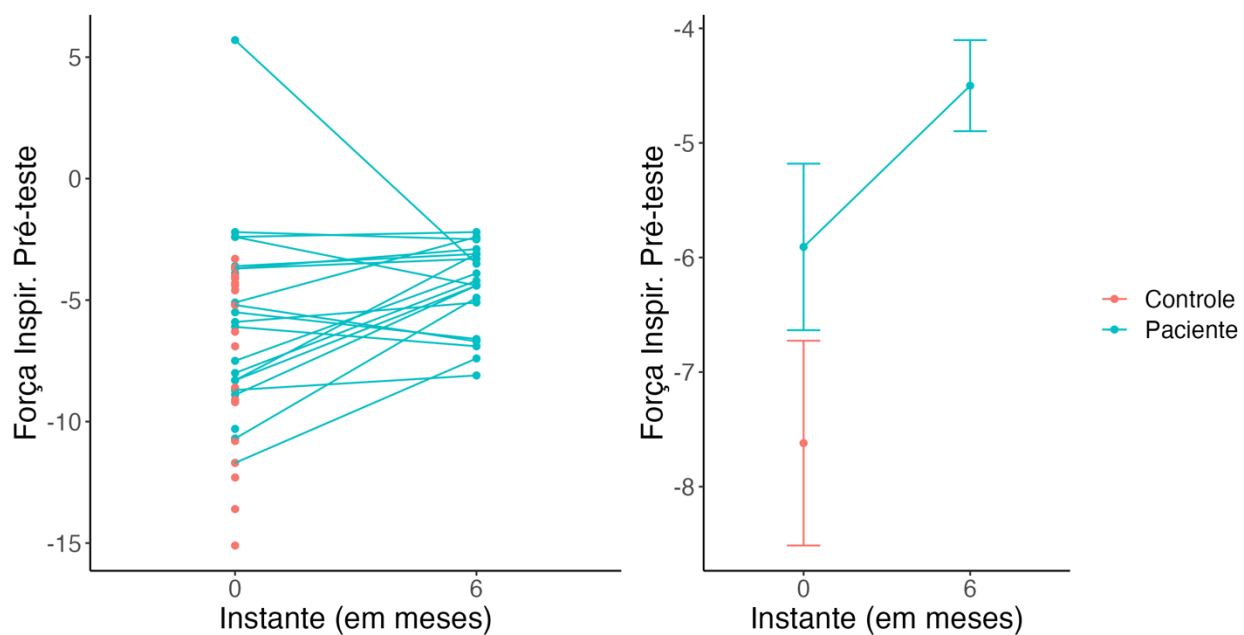 Força Inspir. Pré-teste
5
0
-5
-10
-15
0
6
Instante (em meses)
Força Inspir. Pré-teste
-4
-5
-6
-7
-8
0
6
Instante (em meses)
Controle
Paciente